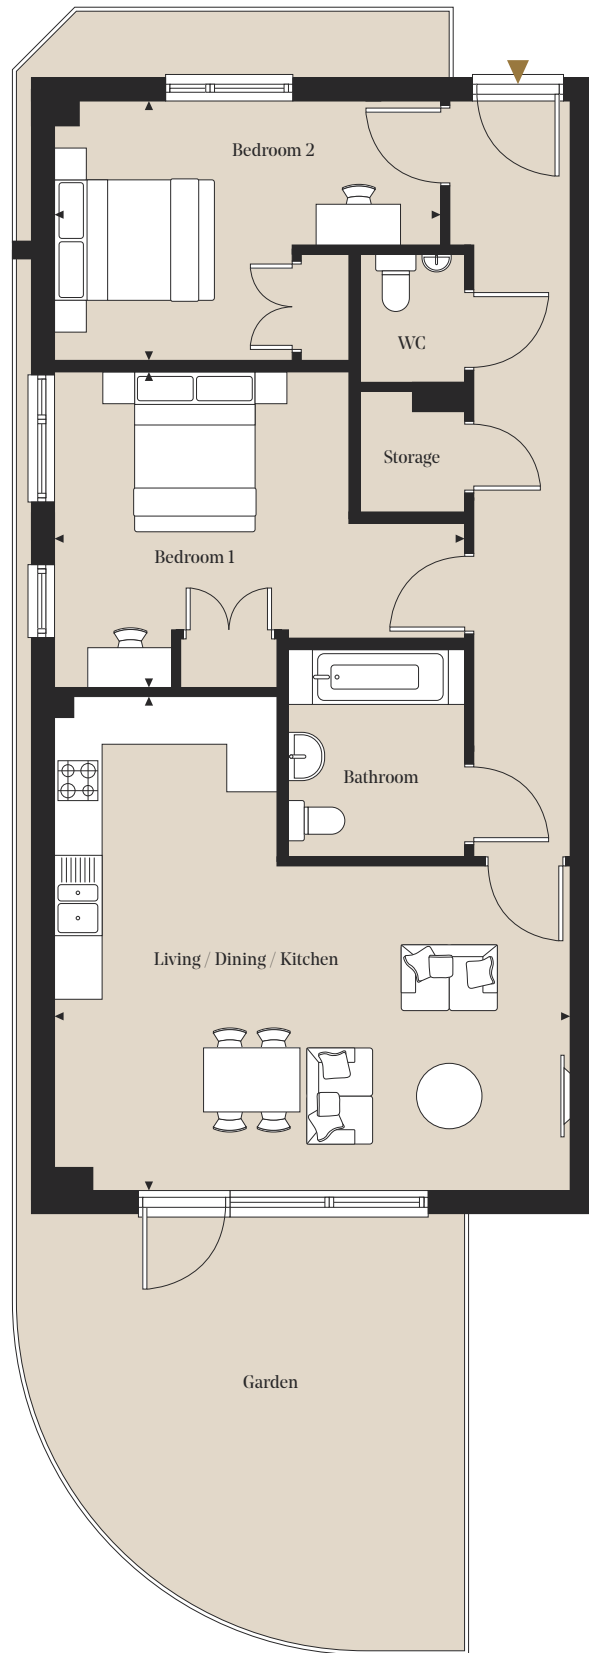 Bedroom 2
WC
Storage
Bedroom 1
Bathroom
Living / Dining / Kitchen
Garden